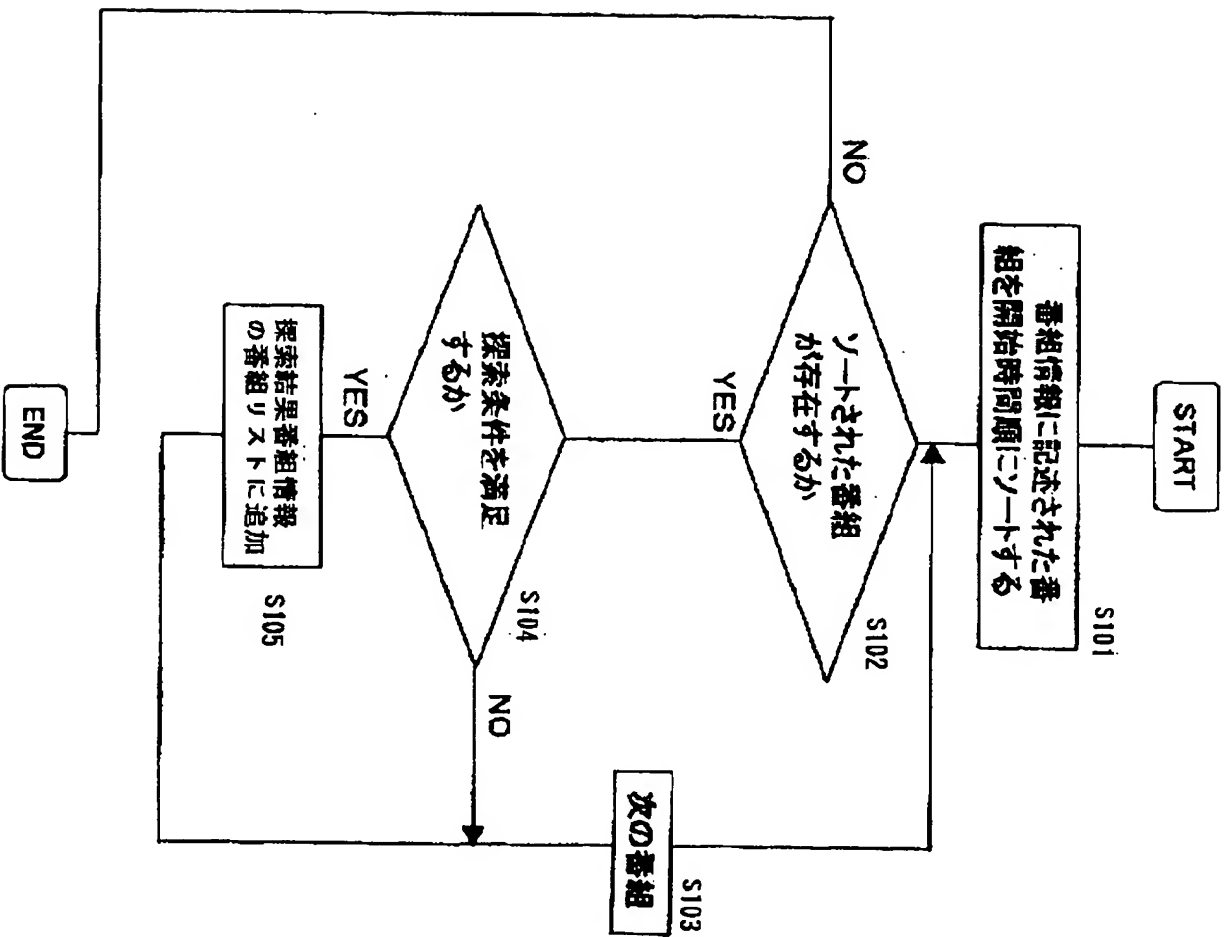 START
番組情報に記述された番
組を開始時間順にソートする
S101
ソートされた番組
が存在するか
S102
NO
YES
探索条件を満足
するか
S104
NO
YES
次の番組
S103
探索結果番組情報
の番組リストに追加
S105
END